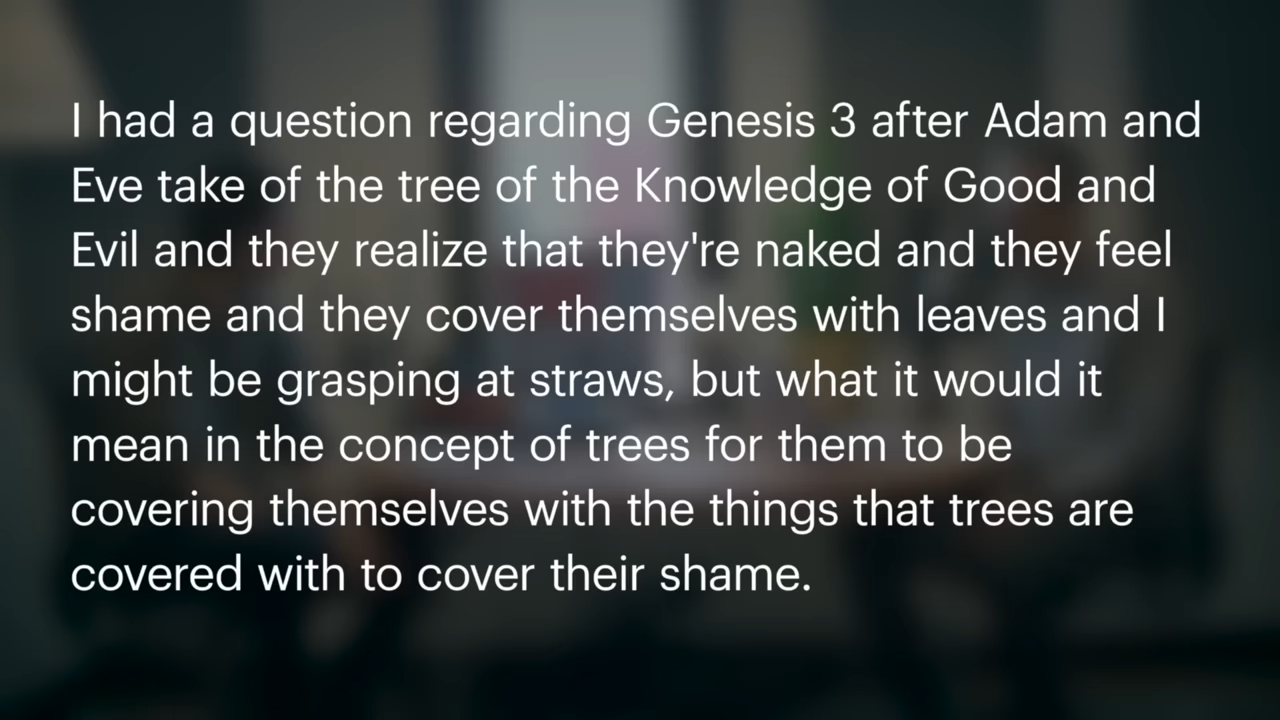 I had a question regarding Genesis 3 after Adam and
Eve take of the tree of the Knowledge of Good and
Evil and they realize that they're naked and they feel
shame and they cover themselves with leaves and I
might be grasping at straws, but what it would it
mean in the concept of trees for them to be
covering themselves with the things that trees are
covered with to cover their shame.